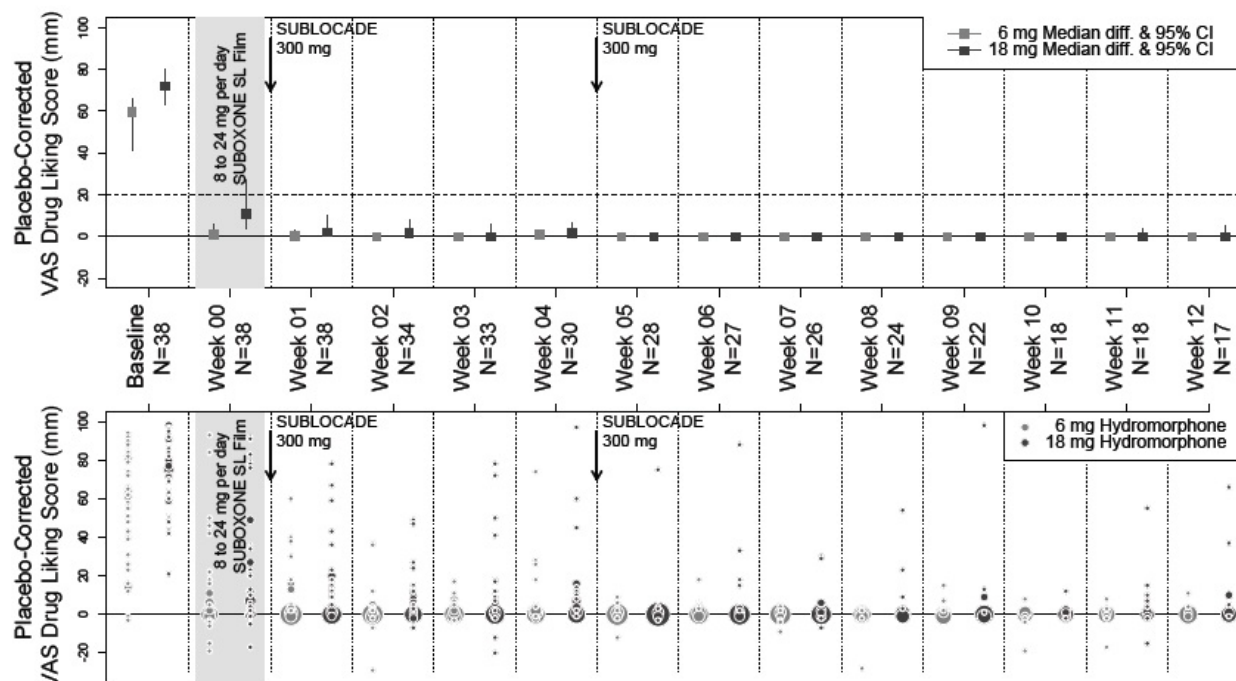 Placebo-Corrected
VAS Drug Liking Score (mm)
100
80
60
40
20
0
-20
8 to 24 mg per day
SUBOXONE SL Film
SUBLOCADE
300 mg
SUBLOCADE
300 mg
6 mg Median diff. & 95% CI
18 mg Median diff. & 95% CI
Baseline
N=38
Week 00
N=38
Week 01
N=38
Week 02
N=34
Week 03
N=33
Week 04
N=30
Week 05
N=28
Week 06
N=27
Week 07
N=26
Week 08
N=24
Week 09
N=22
Week 10
N=18
Week 11
N=18
Week 12
N=17
Placebo-Corrected
VAS Drug Liking Score (mm)
100
80
60
40
20
0
-20
8 to 24 mg per day
SUBOXONE SL Film
SUBLOCADE
300 mg
SUBLOCADE
300 mg
6 mg Hydromorphone
18 mg Hydromorphone